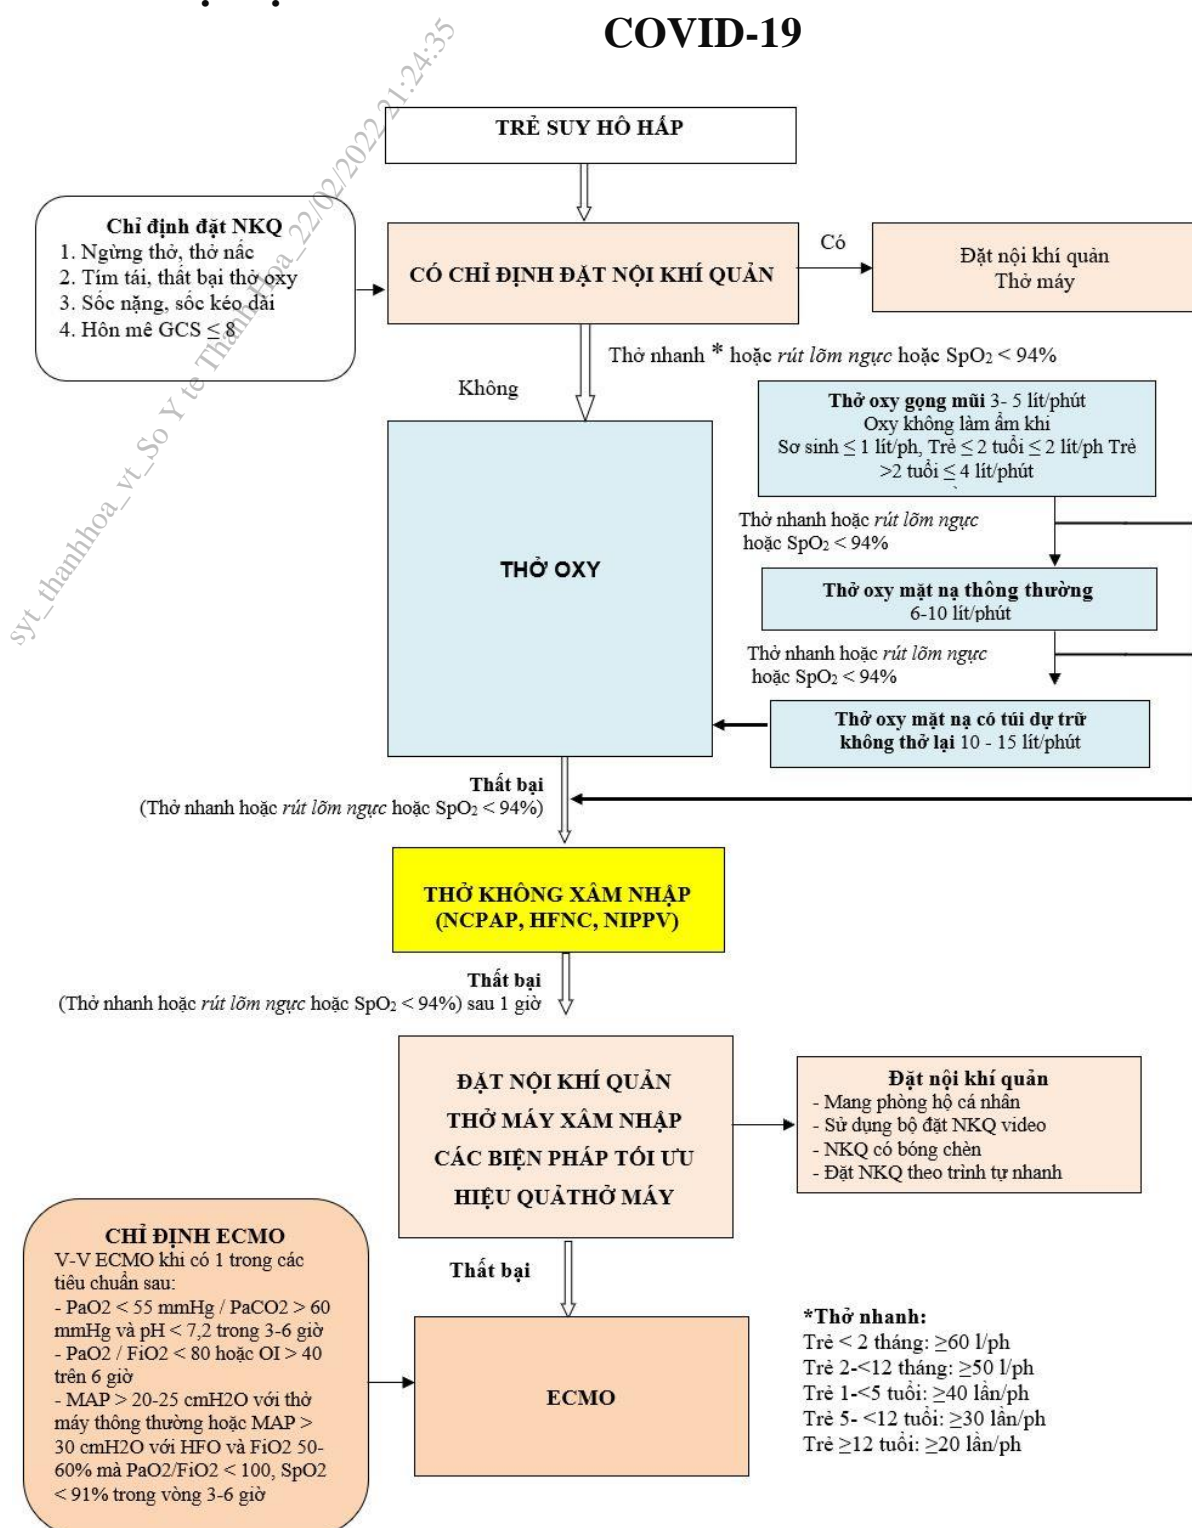 COVID-19
TRẺ SUY HÔ HẤP
Chỉ định đặt NKQ
1. Ngừng thở, thở nấc
2. Tím tái, thất bại thở oxy
3. Sốc nặng, sốc kéo dài
4. Hôn mê GCS ≤ 8
CÓ CHỈ ĐỊNH ĐẶT NỘI KHÍ QUẢN
Có
Đặt nội khí quản
Thở máy
Thở nhanh * hoặc rút lõm ngực hoặc SpO2 < 94%
Không
Thở oxy gọng mũi 3- 5 lít/phút
Oxy không làm ẩm khi
Sơ sinh ≤ 1 lít/ph, Trẻ ≤ 2 tuổi ≤ 2 lít/ph Trẻ
>2 tuổi ≤ 4 lít/phút
Thở nhanh hoặc rút lõm ngực
hoặc SpO2 < 94%
THỞ OXY
Thở oxy mặt nạ thông thường
6-10 lít/phút
Thở nhanh hoặc rút lõm ngực
hoặc SpO2 < 94%
Thở oxy mặt nạ có túi dự trữ
không thở lại 10 - 15 lít/phút
Thất bại
(Thở nhanh hoặc rút lõm ngực hoặc SpO2 < 94%)
THỞ KHÔNG XÂM NHẬP
(NCPAP, HFNC, NIPPV)
Thất bại
(Thở nhanh hoặc rút lõm ngực hoặc SpO2 < 94%) sau 1 giờ
ĐẶT NỘI KHÍ QUẢN
THỞ MÁY XÂM NHẬP
CÁC BIỆN PHÁP TỐI ƯU
HIỆU QUẢTHỞ MÁY
Đặt nội khí quản
- Mang phòng hộ cá nhân
- Sử dụng bộ đặt NKQ video
- NKQ có bóng chèn
- Đặt NKQ theo trình tự nhanh
CHỈ ĐỊNH ECMO
V-V ECMO khi có 1 trong các
tiêu chuẩn sau:
- PaO2 < 55 mmHg / PaCO2 > 60
mmHg và pH < 7,2 trong 3-6 giờ
- PaO2 / FiO2 < 80 hoặc OI > 40
trên 6 giờ
- MAP > 20-25 cmH2O với thở
máy thông thường hoặc MAP >
30 cmH2O với HFO và FiO2 50-
60% mà PaO2/FiO2 < 100, SpO2
< 91% trong vòng 3-6 giờ
Thất bại
ECMO
*Thở nhanh:
Trẻ < 2 tháng: ≥60 l/ph
Trẻ 2-<12 tháng: ≥50 l/ph
Trẻ 1-<5 tuổi: ≥40 lần/ph
Trẻ 5- <12 tuổi: ≥30 lần/ph
Trẻ ≥12 tuổi: ≥20 lần/ph
syt_thanhhoa_vt_So Y te Thanh Hoa_22/02/2022 21:24:35